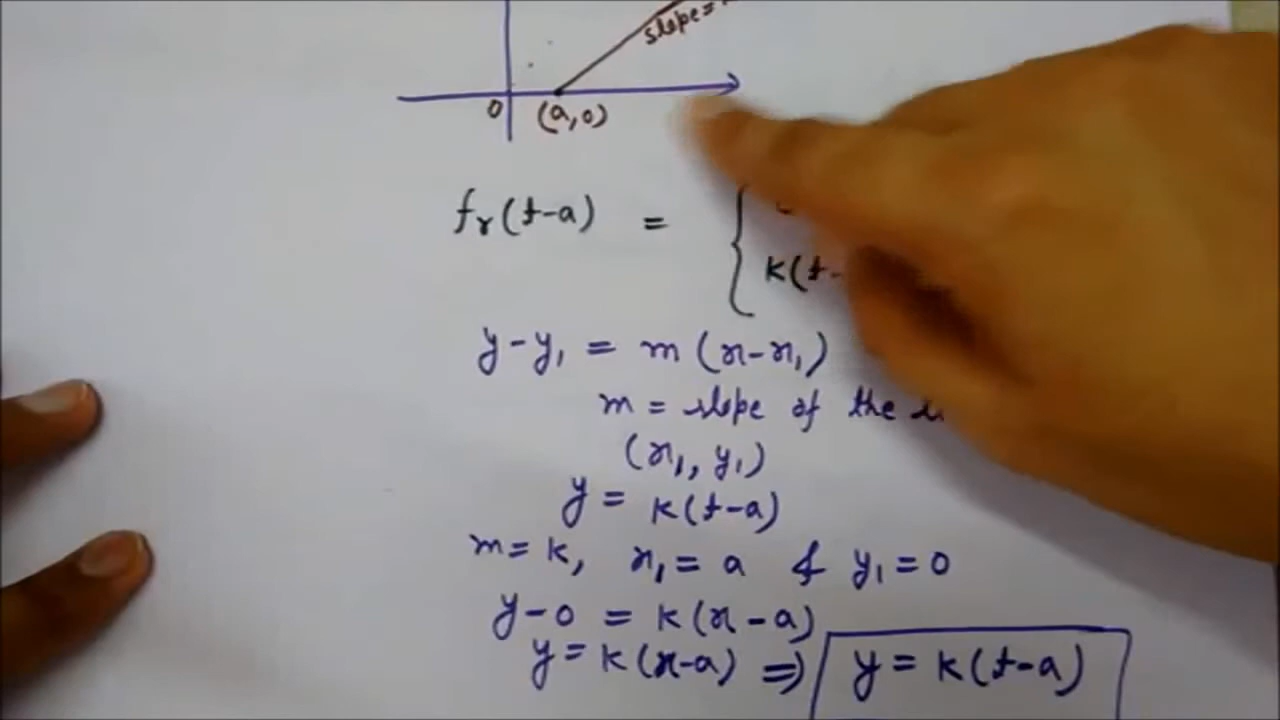 slope=
0 (a,0)
fᵣ(t-a) = {
k(t-
y-y₁ = m(x-x₁)
m = slope of the
(x₁, y₁)
y = k(t-a)
m=k, x₁=a & y₁=0
y-0 = k(x-a)
y=k(x-a) ⇒ y = k(t-a)